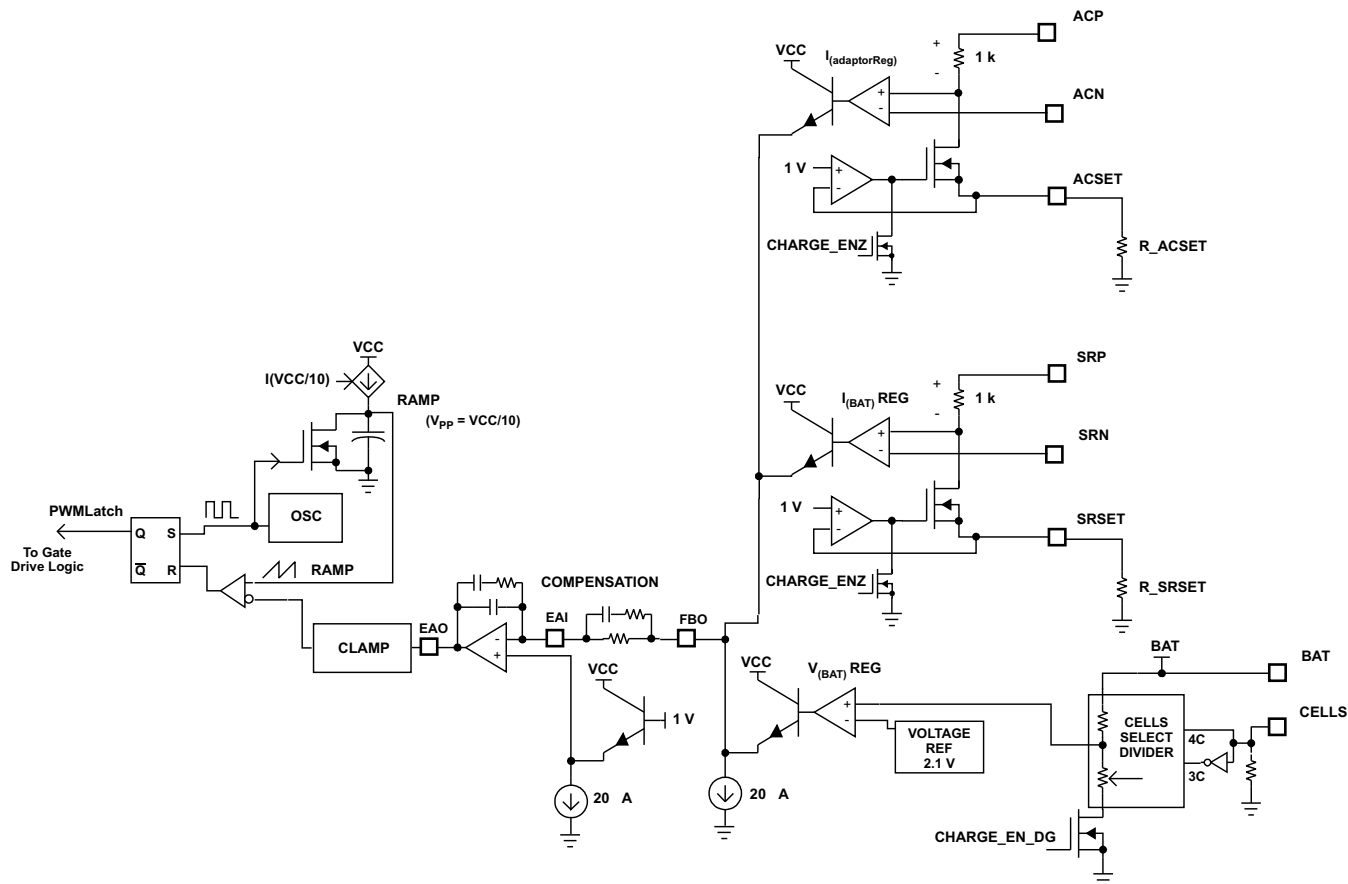 ACP
VCC
I(adaptorReg)
+
-
1 k
ACN
+
-
1 V
+
-
ACSET
CHARGE_ENZ
R_ACSET
SRP
VCC
I(BAT) REG
+
-
1 k
SRN
+
-
1 V
+
-
SRSET
CHARGE_ENZ
R_SRSET
VCC
I(VCC/10)
RAMP
(VPP = VCC/10)
OSC
PWMLatch
Q S
Q R
To Gate
Drive Logic
RAMP
COMPENSATION
CLAMP
EAO
EAI
FBO
-
+
VCC
1 V
20 A
VCC
V(BAT) REG
+
-
VOLTAGE
REF
2.1 V
20 A
BAT
BAT
CELLS
SELECT
DIVIDER
4C
3C
CELLS
CHARGE_EN_DG